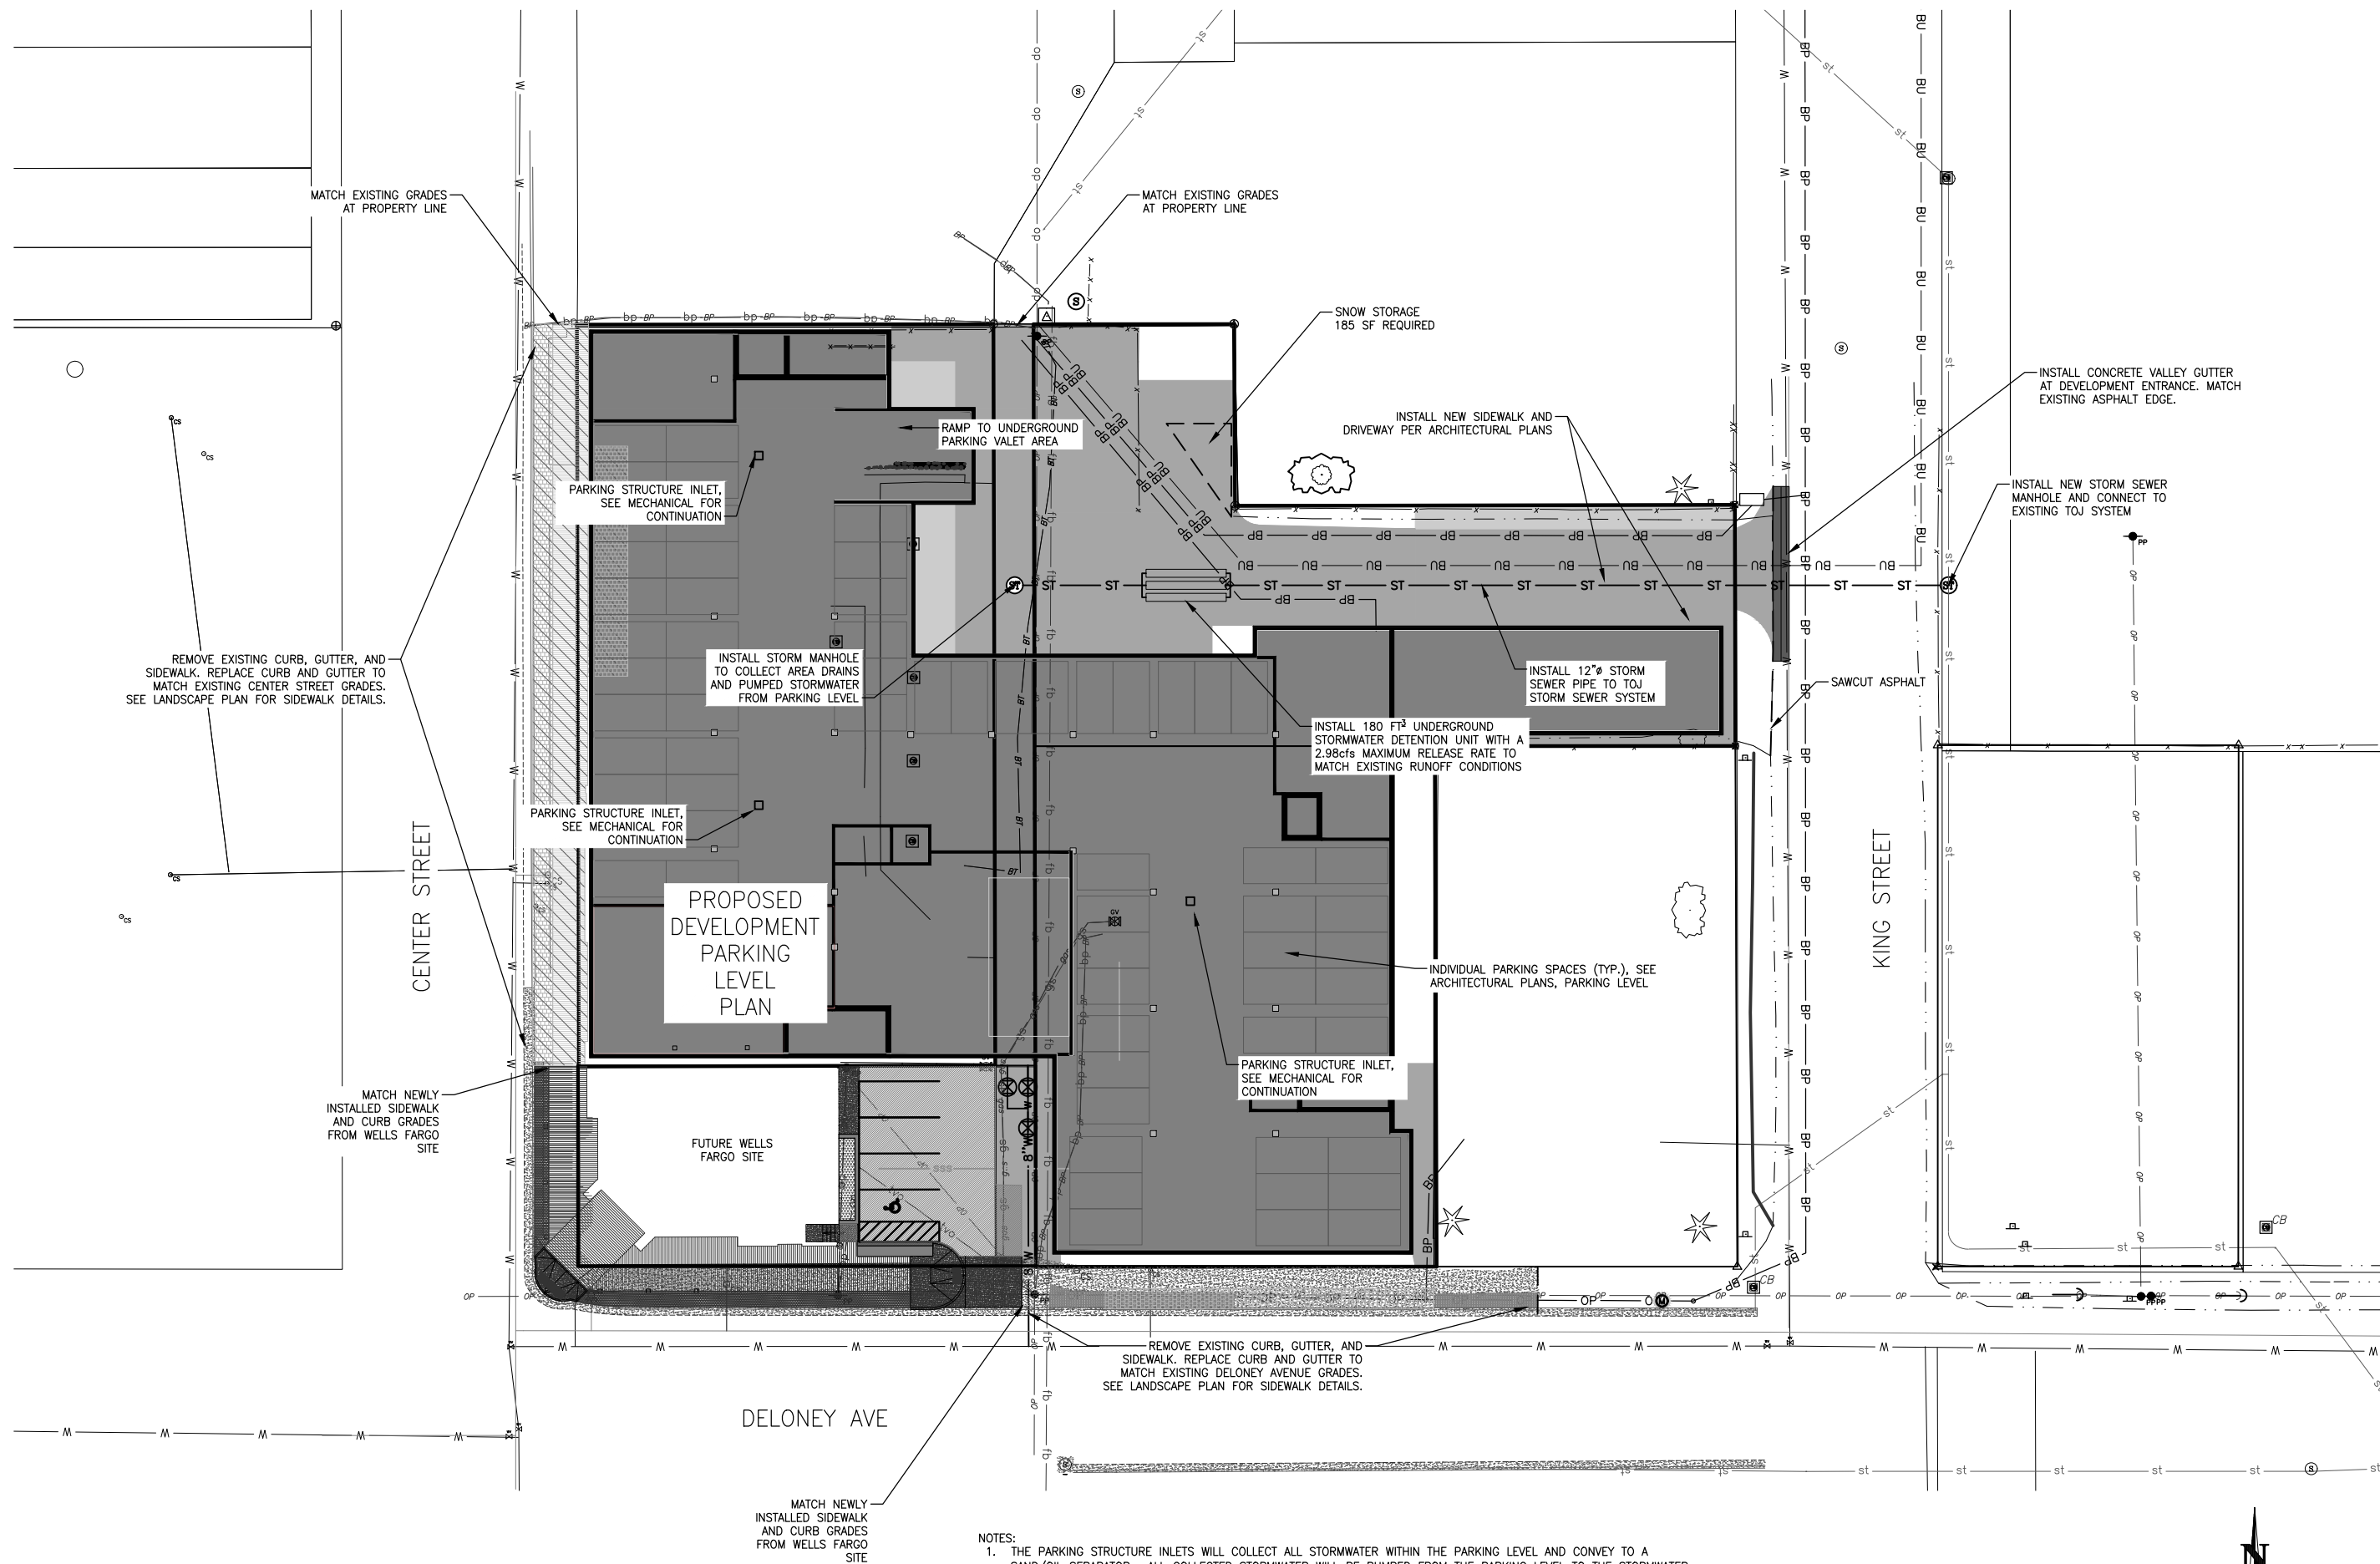 MATCH EXISTING GRADES
AT PROPERTY LINE
MATCH EXISTING GRADES
AT PROPERTY LINE
SNOW STORAGE
185 SF REQUIRED
INSTALL CONCRETE VALLEY GUTTER
AT DEVELOPMENT ENTRANCE. MATCH
EXISTING ASPHALT EDGE.
INSTALL NEW SIDEWALK AND
DRIVEWAY PER ARCHITECTURAL PLANS
RAMP TO UNDERGROUND
PARKING VALET AREA
PARKING STRUCTURE INLET,
SEE MECHANICAL FOR
CONTINUATION
INSTALL NEW STORM SEWER
MANHOLE AND CONNECT TO
EXISTING TOJ SYSTEM
REMOVE EXISTING CURB, GUTTER, AND
SIDEWALK. REPLACE CURB AND GUTTER TO
MATCH EXISTING CENTER STREET GRADES.
SEE LANDSCAPE PLAN FOR SIDEWALK DETAILS.
INSTALL STORM MANHOLE
TO COLLECT AREA DRAINS
AND PUMPED STORMWATER
FROM PARKING LEVEL
INSTALL 12"ø STORM
SEWER PIPE TO TOJ
STORM SEWER SYSTEM
SAWCUT ASPHALT
INSTALL 180 FT³ UNDERGROUND
STORMWATER DETENTION UNIT WITH A
2.98cfs MAXIMUM RELEASE RATE TO
MATCH EXISTING RUNOFF CONDITIONS
PARKING STRUCTURE INLET,
SEE MECHANICAL FOR
CONTINUATION
CENTER STREET
KING STREET
PROPOSED
DEVELOPMENT
PARKING
LEVEL
PLAN
INDIVIDUAL PARKING SPACES (TYP.), SEE
ARCHITECTURAL PLANS, PARKING LEVEL
PARKING STRUCTURE INLET,
SEE MECHANICAL FOR
CONTINUATION
MATCH NEWLY
INSTALLED SIDEWALK
AND CURB GRADES
FROM WELLS FARGO
SITE
FUTURE WELLS
FARGO SITE
REMOVE EXISTING CURB, GUTTER, AND
SIDEWALK. REPLACE CURB AND GUTTER TO
MATCH EXISTING DELONEY AVENUE GRADES.
SEE LANDSCAPE PLAN FOR SIDEWALK DETAILS.
DELONEY AVE
MATCH NEWLY
INSTALLED SIDEWALK
AND CURB GRADES
FROM WELLS FARGO
SITE
NOTES:
1. THE PARKING STRUCTURE INLETS WILL COLLECT ALL STORMWATER WITHIN THE PARKING LEVEL AND CONVEY TO A
N